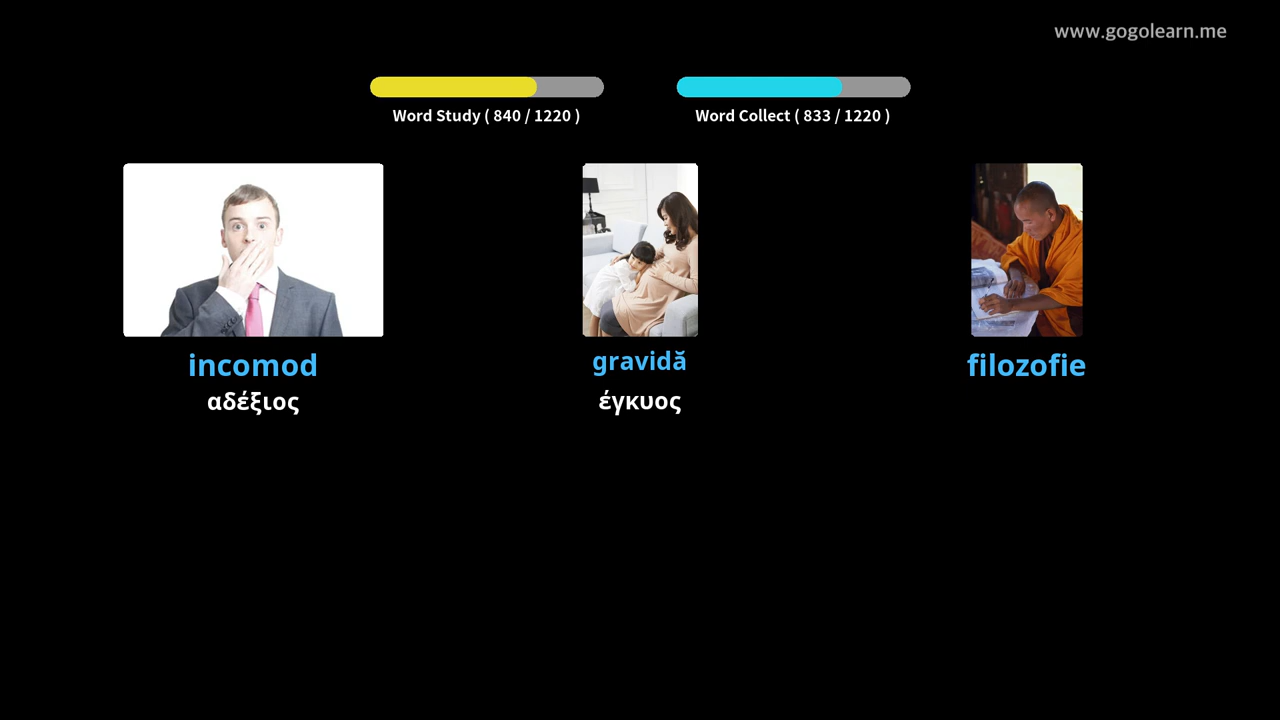 www.gogolearn.me
Word Study ( 840 / 1220 )
Word Collect ( 833 / 1220 )
incomod
αδέξιος
gravidă
έγκυος
filozofie